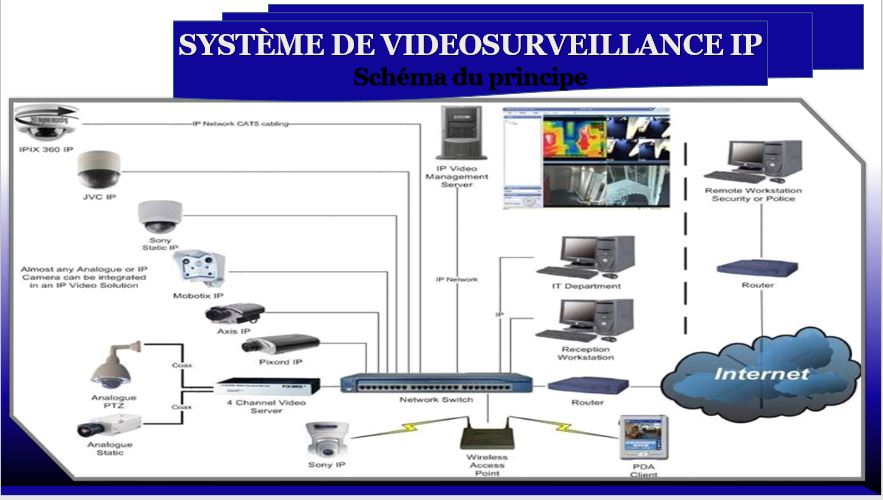 SYSTÈME DE VIDEOSURVEILLANCE IP
Schéma du principe
360 degree recording
IP Network CAT5 cabling
IPIX 360 IP
IP Video
Management
Server
Remote Workstation
Security or Police
JVC IP
Sony
Static IP
Almost any Analogue or IP
Camera can be integrated
in an IP Video Solution
Mobotix IP
IP Network
IT Department
Router
IP
Axis IP
Pixord IP
Reception
Workstation
Coax
Internet
Analogue
PTZ
Coax
4 Channel Video
Server
Network Switch
Router
Analogue
Static
Sony IP
Wireless
Access
Point
PDA
Client